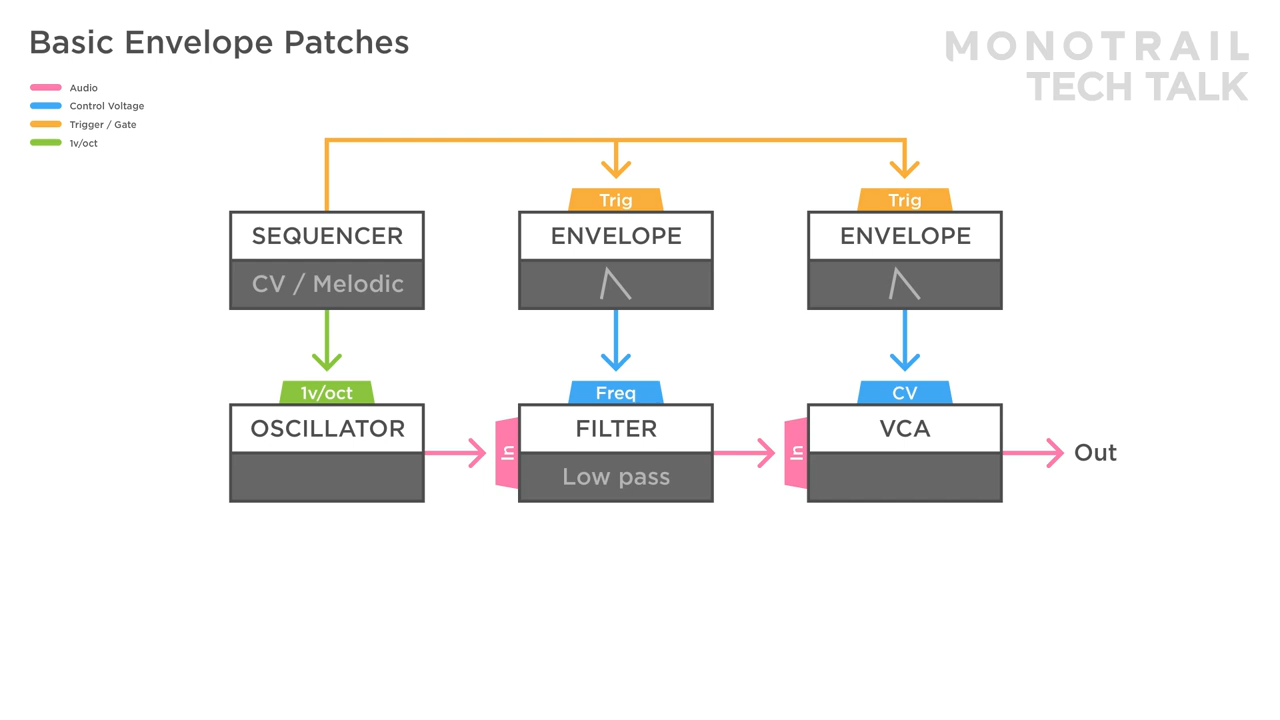 Basic Envelope Patches
MONOTRAIL
TECH TALK
Audio
Control Voltage
Trigger / Gate
1v/oct
Trig
Trig
SEQUENCER
CV / Melodic
ENVELOPE
ENVELOPE
1v/oct
Freq
CV
OSCILLATOR
In
FILTER
Low pass
In
VCA
Out